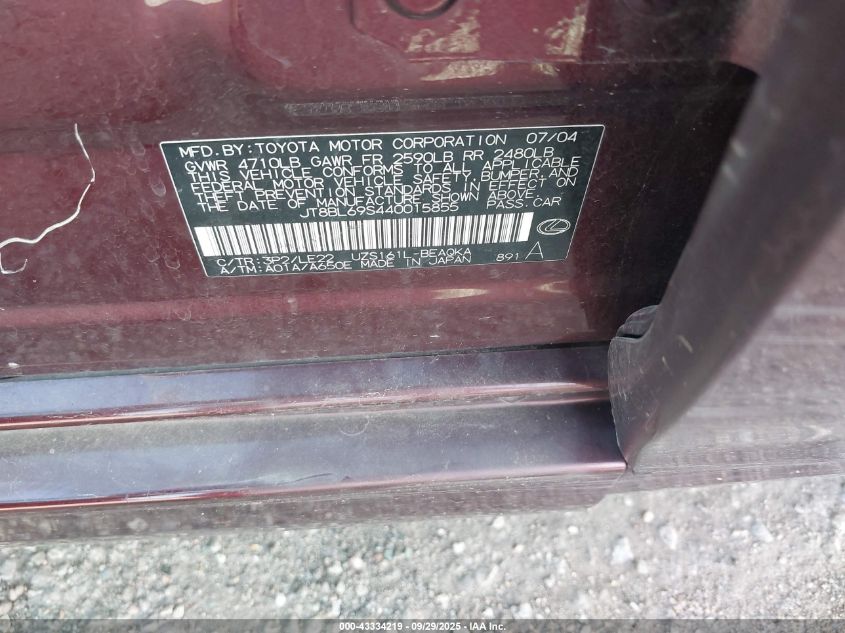 MFD. BY: TOYOTA MOTOR CORPORATION 07/04
GVWR 4710LB GAWR FR 2590LB RR 2480LB
THIS VEHICLE CONFORMS TO ALL APPLICABLE
FEDERAL MOTOR VEHICLE SAFETY, BUMPER, AND
THEFT PREVENTION STANDARDS IN EFFECT ON
THE DATE OF MANUFACTURE SHOWN ABOVE.
JT8BL69S440015855 PASS.CAR
C/TR:3P2/LE22 UZS161L-BEAQKA 891 A
A/TM:A01A/A650E MADE IN JAPAN
000-43334219 - 09/29/2025 - IAA Inc.